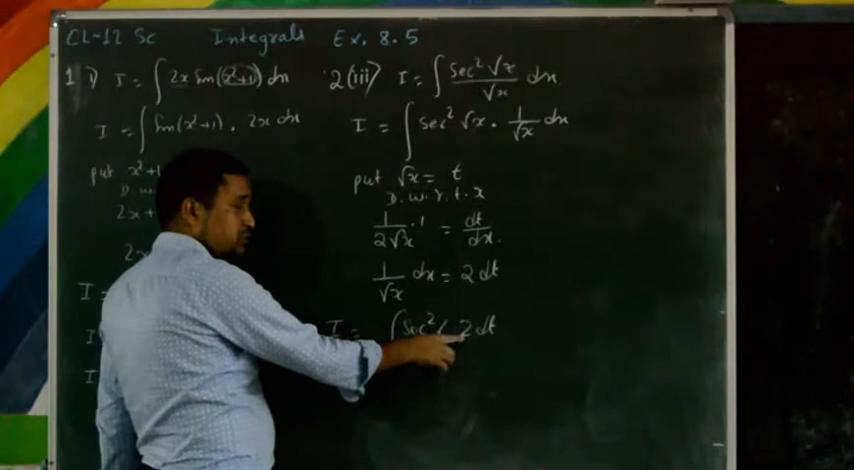 CL-12 Sc Integrals Ex. 8.5
1 i) I = ∫ 2x Sin(x²+1) dx
I = ∫ Sin(x²+1) . 2x dx
put x²+1
D. w.
2x+
2x
I =
I
I
2(iii) I = ∫ sec² √x / √x dx
I = ∫ sec² √x . 1/√x dx
put √x = t
D. w. r. t. x
1/2√x . 1 = dt/dx.
1/√x dx = 2 dt
I = ∫ Sec² 2 dt